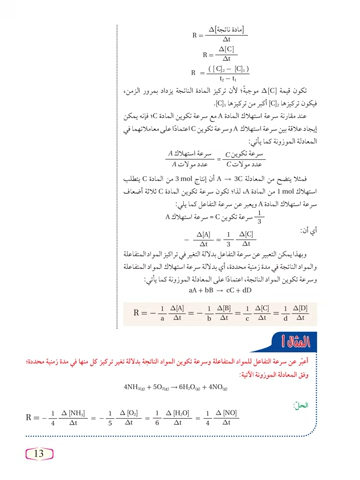 R = Δ[مادة ناتجة] / Δt
R = Δ[C] / Δt
R = ( [C]₂ − [C]₁ ) / t₂ − t₁
تكون قيمة Δ[C] موجبةً؛ لأن تركيز المادة الناتجة يزداد بمرور الزمن،
فيكون تركيزها [C]₂ أكبر من تركيزها [C]₁.
عند مقارنة سرعة استهلاك المادة A مع سرعة تكوين المادة C؛ فإنه يمكن
إيجاد علاقة بين سرعة استهلاك A وسرعة تكوين C اعتمادًا على معاملاتهما في
المعادلة الموزونة كما يأتي:
سرعة استهلاك A / عدد مولات A = سرعة تكوين C / عدد مولات C
فمثلًا يتضح من المعادلة A → 3C أن إنتاج 3 mol من المادة C يتطلب
استهلاك 1 mol من المادة A، لذا؛ تكون سرعة تكوين المادة C ثلاثة أضعاف
سرعة استهلاك المادة A ويعبر عن سرعة التفاعل كما يلي:
1/3 سرعة تكوين C = سرعة استهلاك A
أي أن:
− Δ[A]/Δt = 1/3 Δ[C]/Δt
وبهذا يمكن التعبير عن سرعة التفاعل بدلالة التغير في تراكيز المواد المتفاعلة
والمواد الناتجة في مدة زمنية محددة، أي بدلالة سرعة استهلاك المواد المتفاعلة
وسرعة تكوين المواد الناتجة، اعتمادًا على المعادلة الموزونة كما يأتي:
aA + bB → cC + dD
R = − 1/a Δ[A]/Δt = − 1/b Δ[B]/Δt = 1/c Δ[C]/Δt = 1/d Δ[D]/Δt
المثال 1
أعبّر عن سرعة التفاعل للمواد المتفاعلة وسرعة تكوين المواد الناتجة بدلالة تغير تركيز كل منها في مدة زمنية محددة؛
وفق المعادلة الموزونة الآتية:
4NH₃(g) + 5O₂(g) → 6H₂O(g) + 4NO(g)
الحل:
R = − 1/4 Δ[NH₃]/Δt = − 1/5 Δ[O₂]/Δt = 1/6 Δ[H₂O]/Δt = 1/4 Δ[NO]/Δt
13